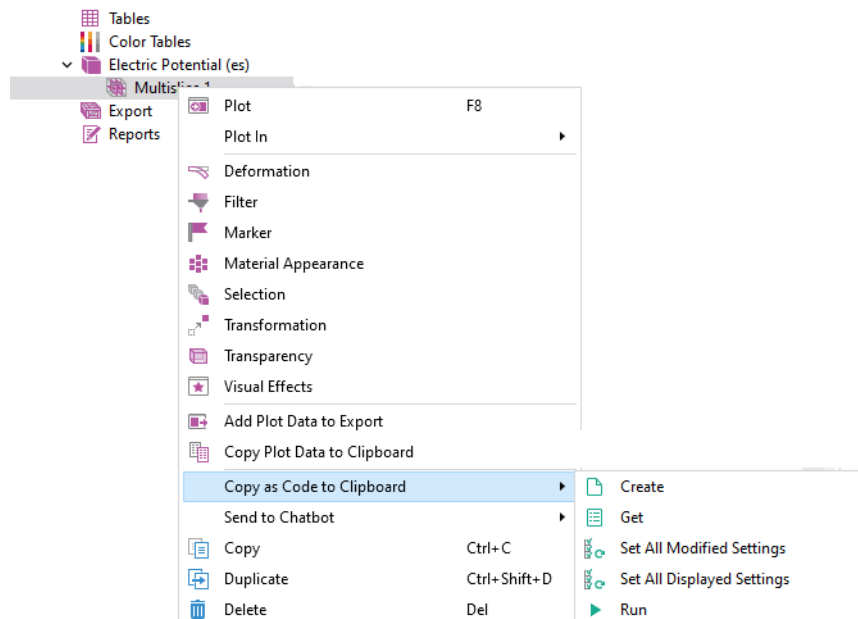 Tables
Color Tables
Electric Potential (es)
Export
Reports
Plot F8
Plot In
Deformation
Filter
Marker
Material Appearance
Selection
Transformation
Transparency
Visual Effects
Add Plot Data to Export
Copy Plot Data to Clipboard
Copy as Code to Clipboard
Send to Chatbot
Copy Ctrl+C
Duplicate Ctrl+Shift+D
Delete Del
Create
Get
Set All Modified Settings
Set All Displayed Settings
Run